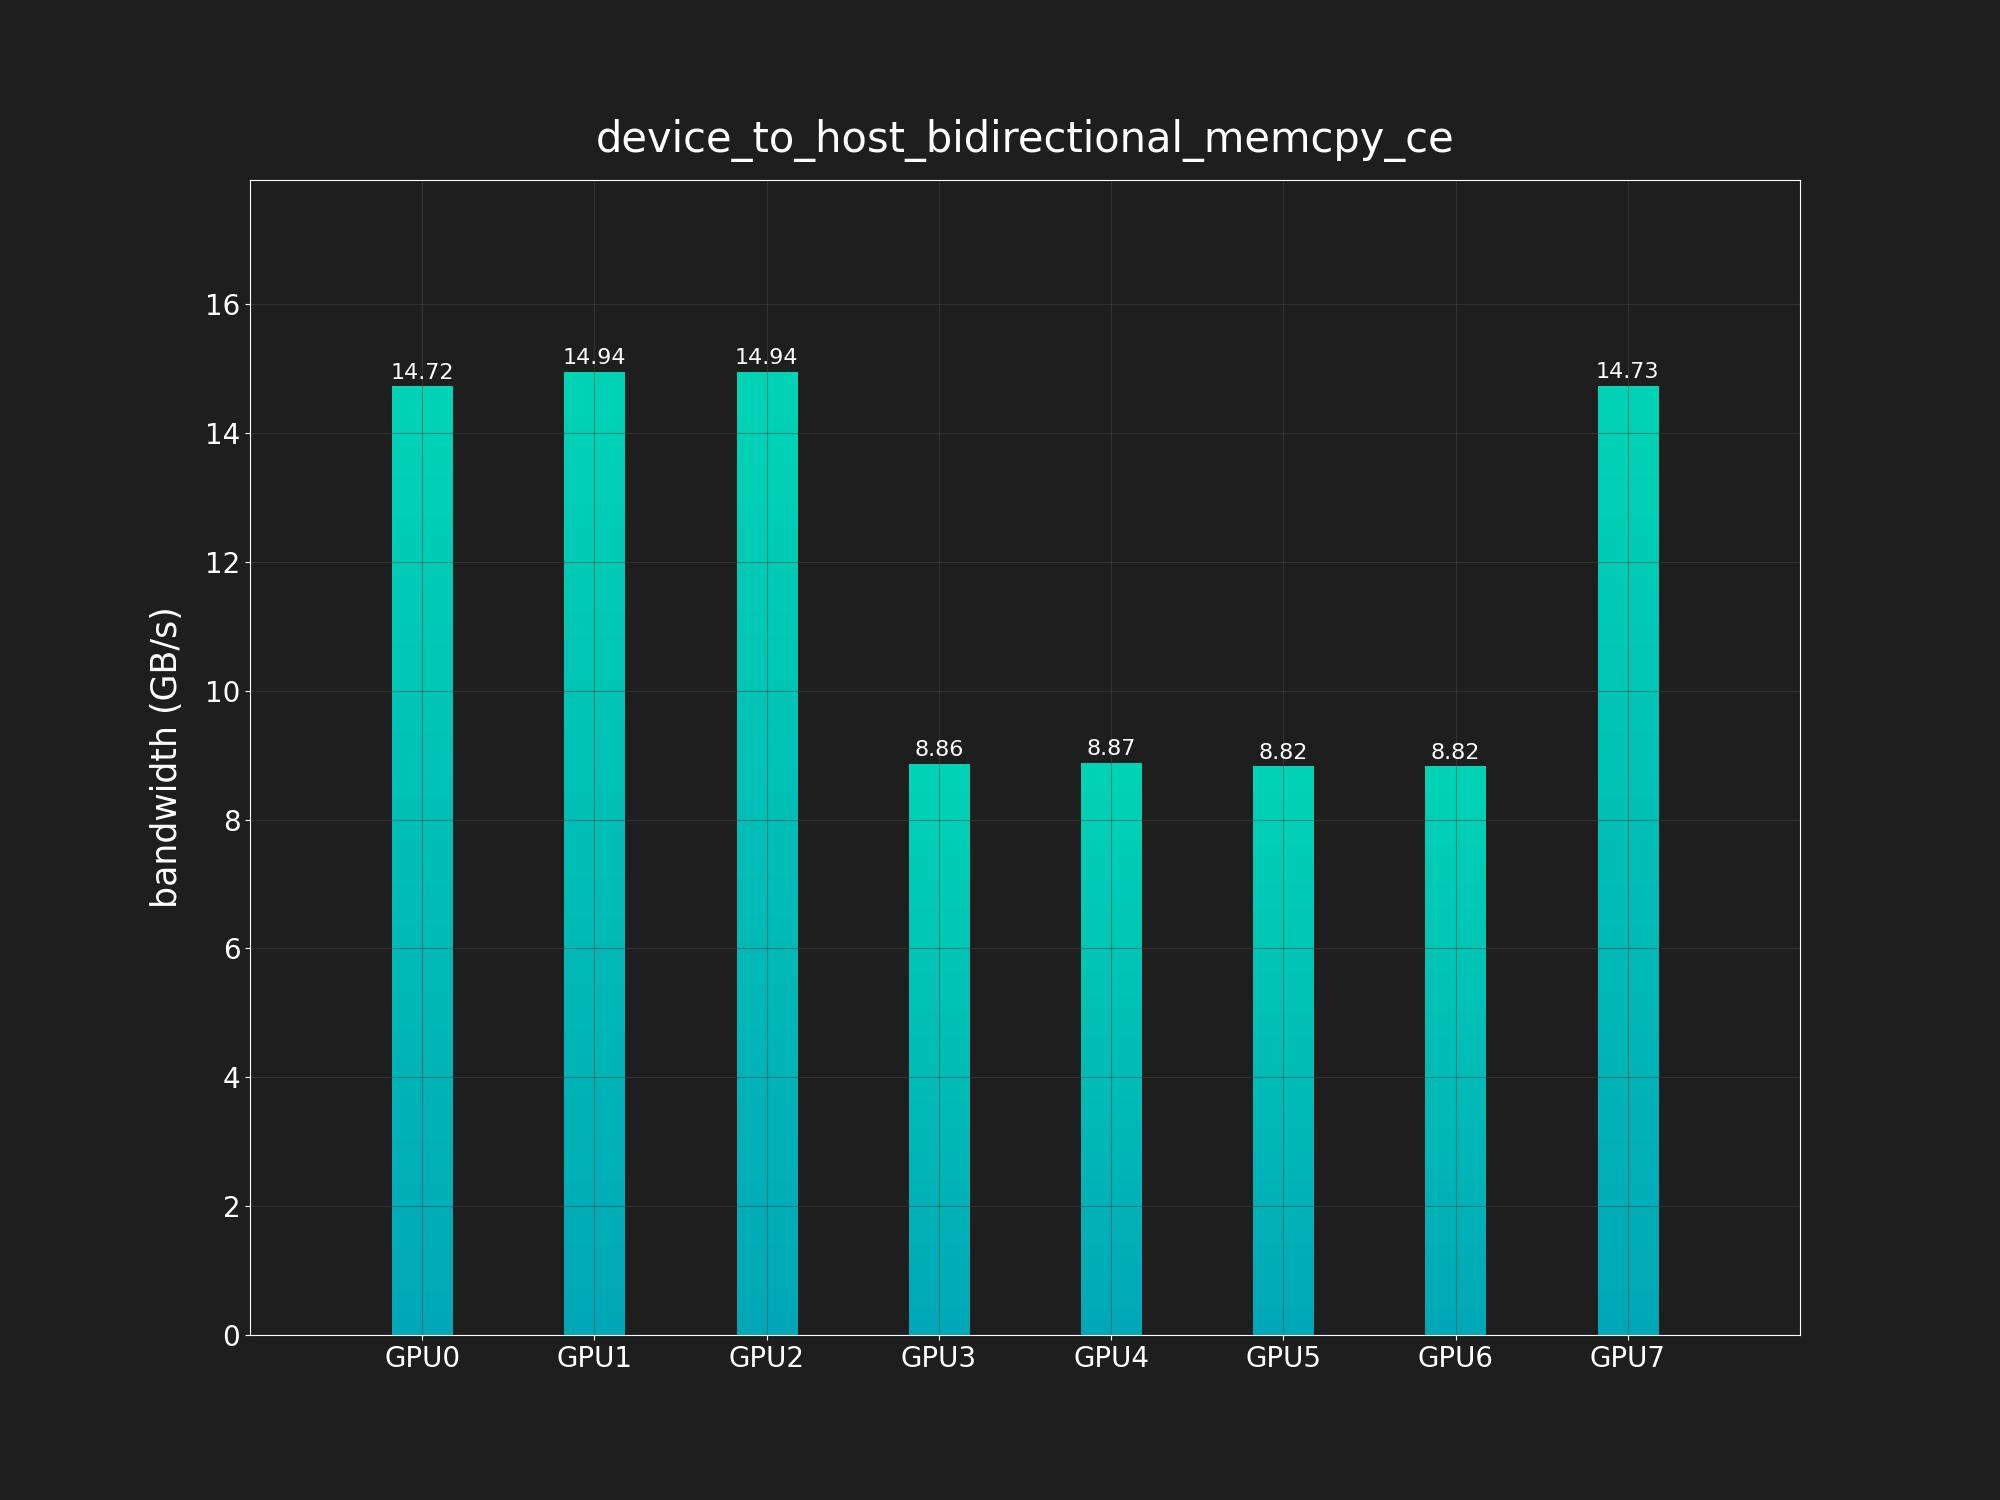 device_to_host_bidirectional_memcpy_ce
bandwidth (GB/s)
16
14
12
10
8
6
4
2
0
14.72
14.94
14.94
8.86
8.87
8.82
8.82
14.73
GPU0
GPU1
GPU2
GPU3
GPU4
GPU5
GPU6
GPU7